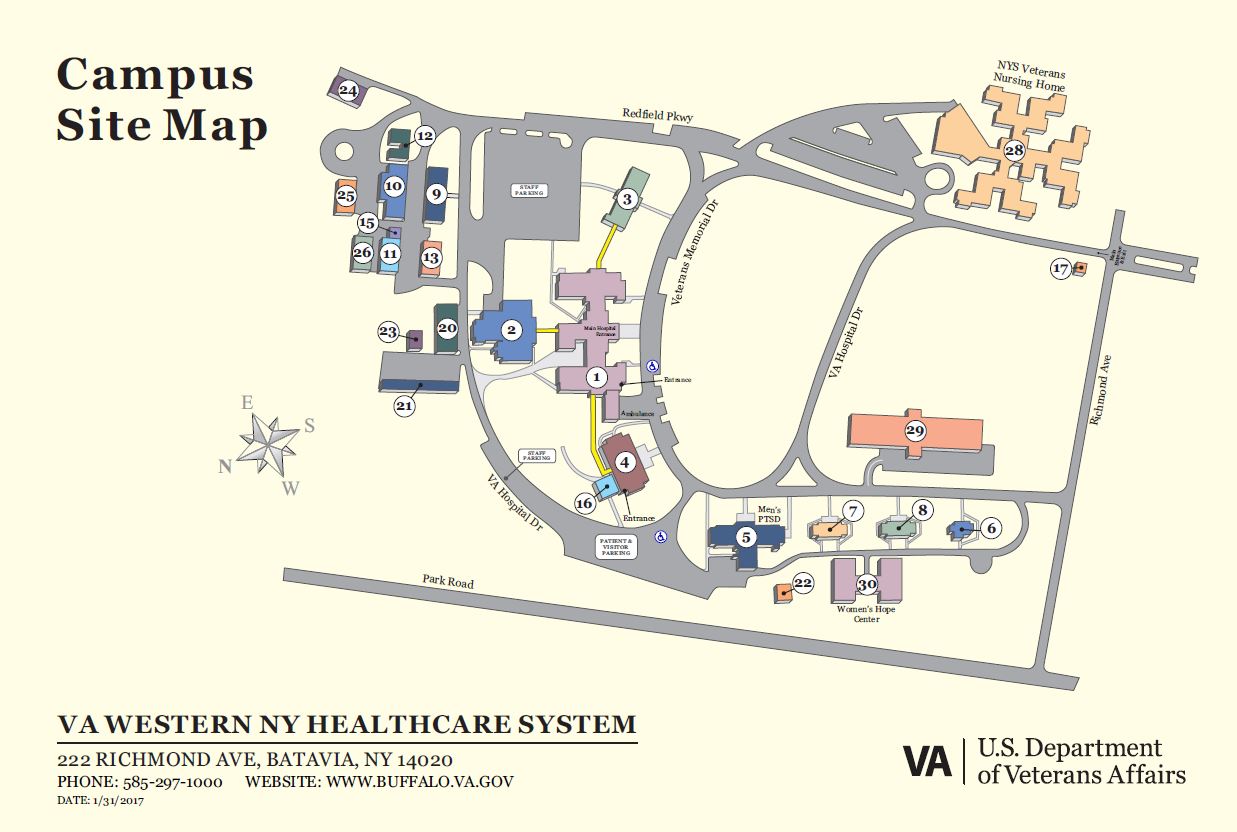 Campus
Site Map
NYS Veterans
Nursing Home
24
Redfield Pkwy
12
28
10
9
25
STAFF
PARKING
3
15
26
11
13
Veterans Memorial Dr
17
23
20
2
Main Hospital
Entrance
VA Hospital Dr
1
Entrance
21
Richmond Ave
Ambulance
29
E
S
N
W
STAFF
PARKING
4
16
VA Hospital Dr
Entrance
Men's
PTSD
7
8
6
5
PATIENT &
VISITOR
PARKING
22
30
Park Road
Women's Hope
Center
VA WESTERN NY HEALTHCARE SYSTEM
222 RICHMOND AVE, BATAVIA, NY 14020
PHONE: 585-297-1000 WEBSITE: WWW.BUFFALO.VA.GOV
DATE: 1/31/2017
VA
U.S. Department
of Veterans Affairs